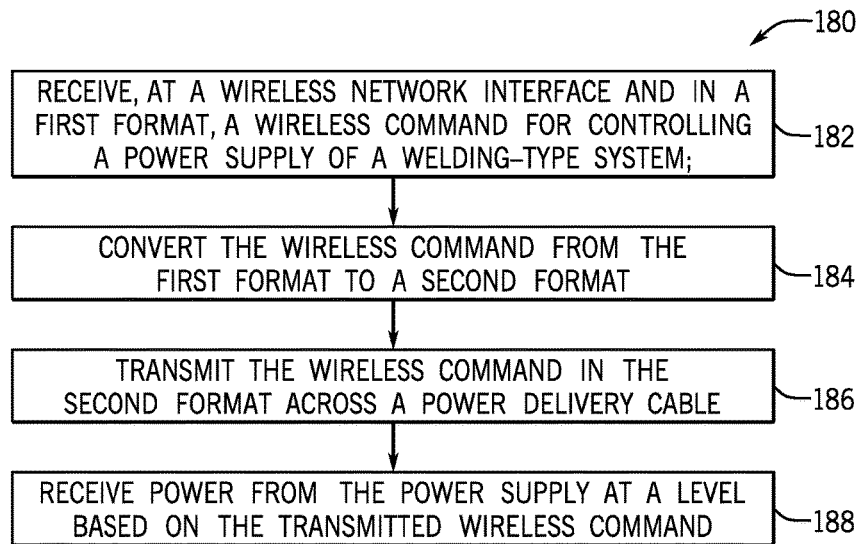 180
RECEIVE, AT A WIRELESS NETWORK INTERFACE AND IN A
FIRST FORMAT, A WIRELESS COMMAND FOR CONTROLLING
A POWER SUPPLY OF A WELDING-TYPE SYSTEM;
182
CONVERT THE WIRELESS COMMAND FROM THE
FIRST FORMAT TO A SECOND FORMAT
184
TRANSMIT THE WIRELESS COMMAND IN THE
SECOND FORMAT ACROSS A POWER DELIVERY CABLE
186
RECEIVE POWER FROM THE POWER SUPPLY AT A LEVEL
BASED ON THE TRANSMITTED WIRELESS COMMAND
188